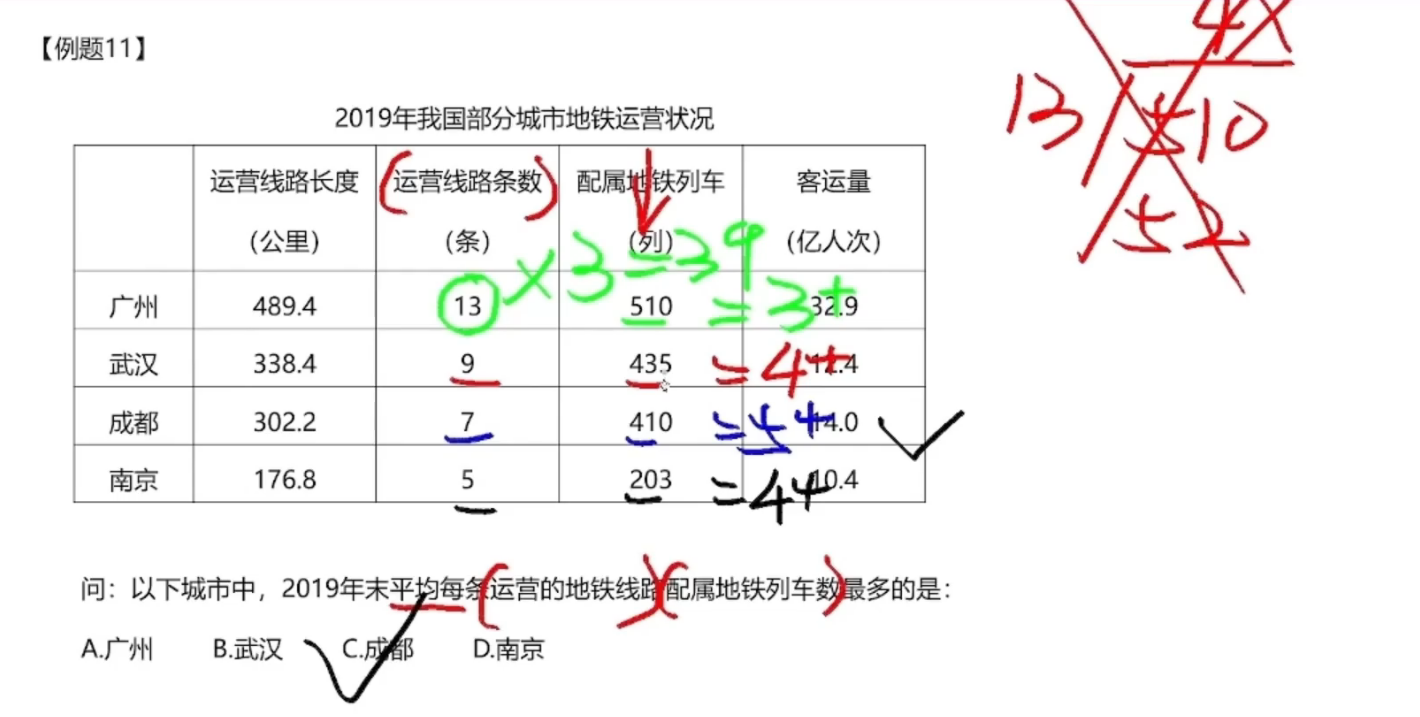 【例题11】
4X
13 510
52
2019年我国部分城市地铁运营状况
运营线路长度 (运营线路条数) 配属地铁列车 客运量
（公里） （条） （列） （亿人次）
×3=39
广州 489.4 13 510 32.9 =3+
武汉 338.4 9 435 12.4 =4+
成都 302.2 7 410 14.0 =5+
南京 176.8 5 203 10.4 =4+
问：以下城市中，2019年末平均每条运营的地铁线路配属地铁列车数最多的是：
A.广州 B.武汉 C.成都 D.南京